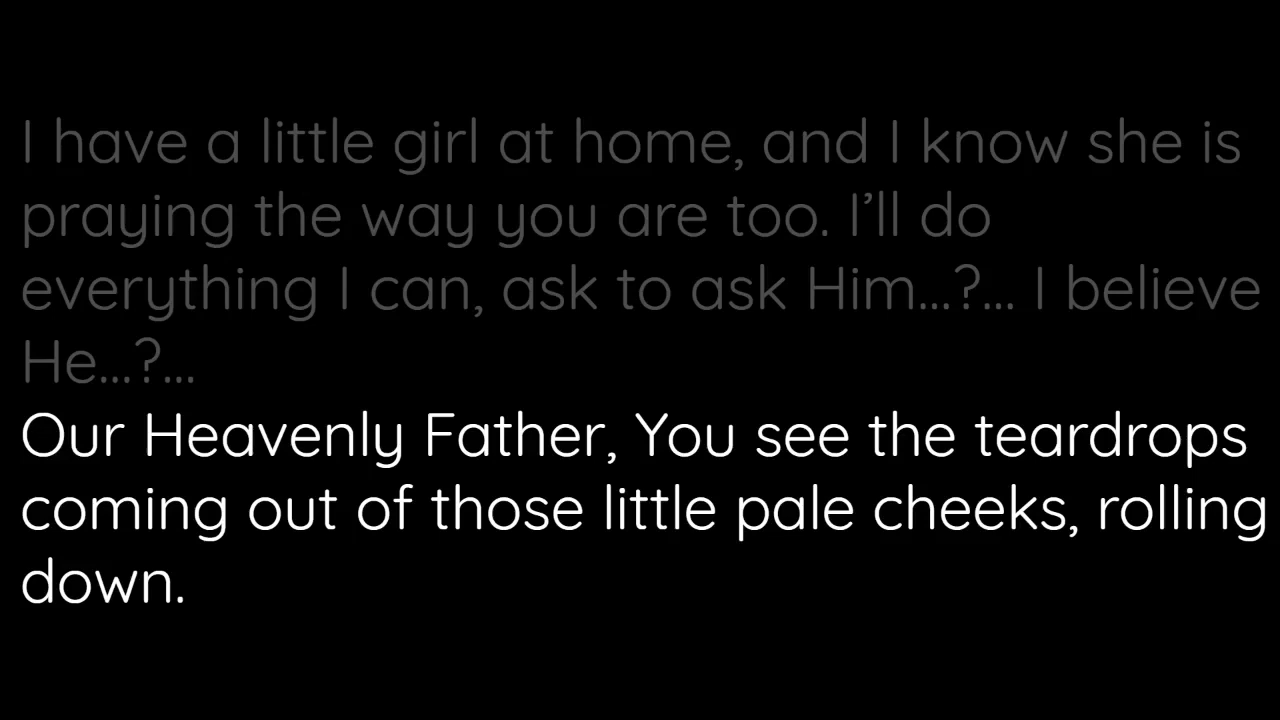 I have a little girl at home, and I know she is
praying the way you are too. I’ll do
everything I can, ask to ask Him...?... I believe
He...?...
Our Heavenly Father, You see the teardrops
coming out of those little pale cheeks, rolling
down.